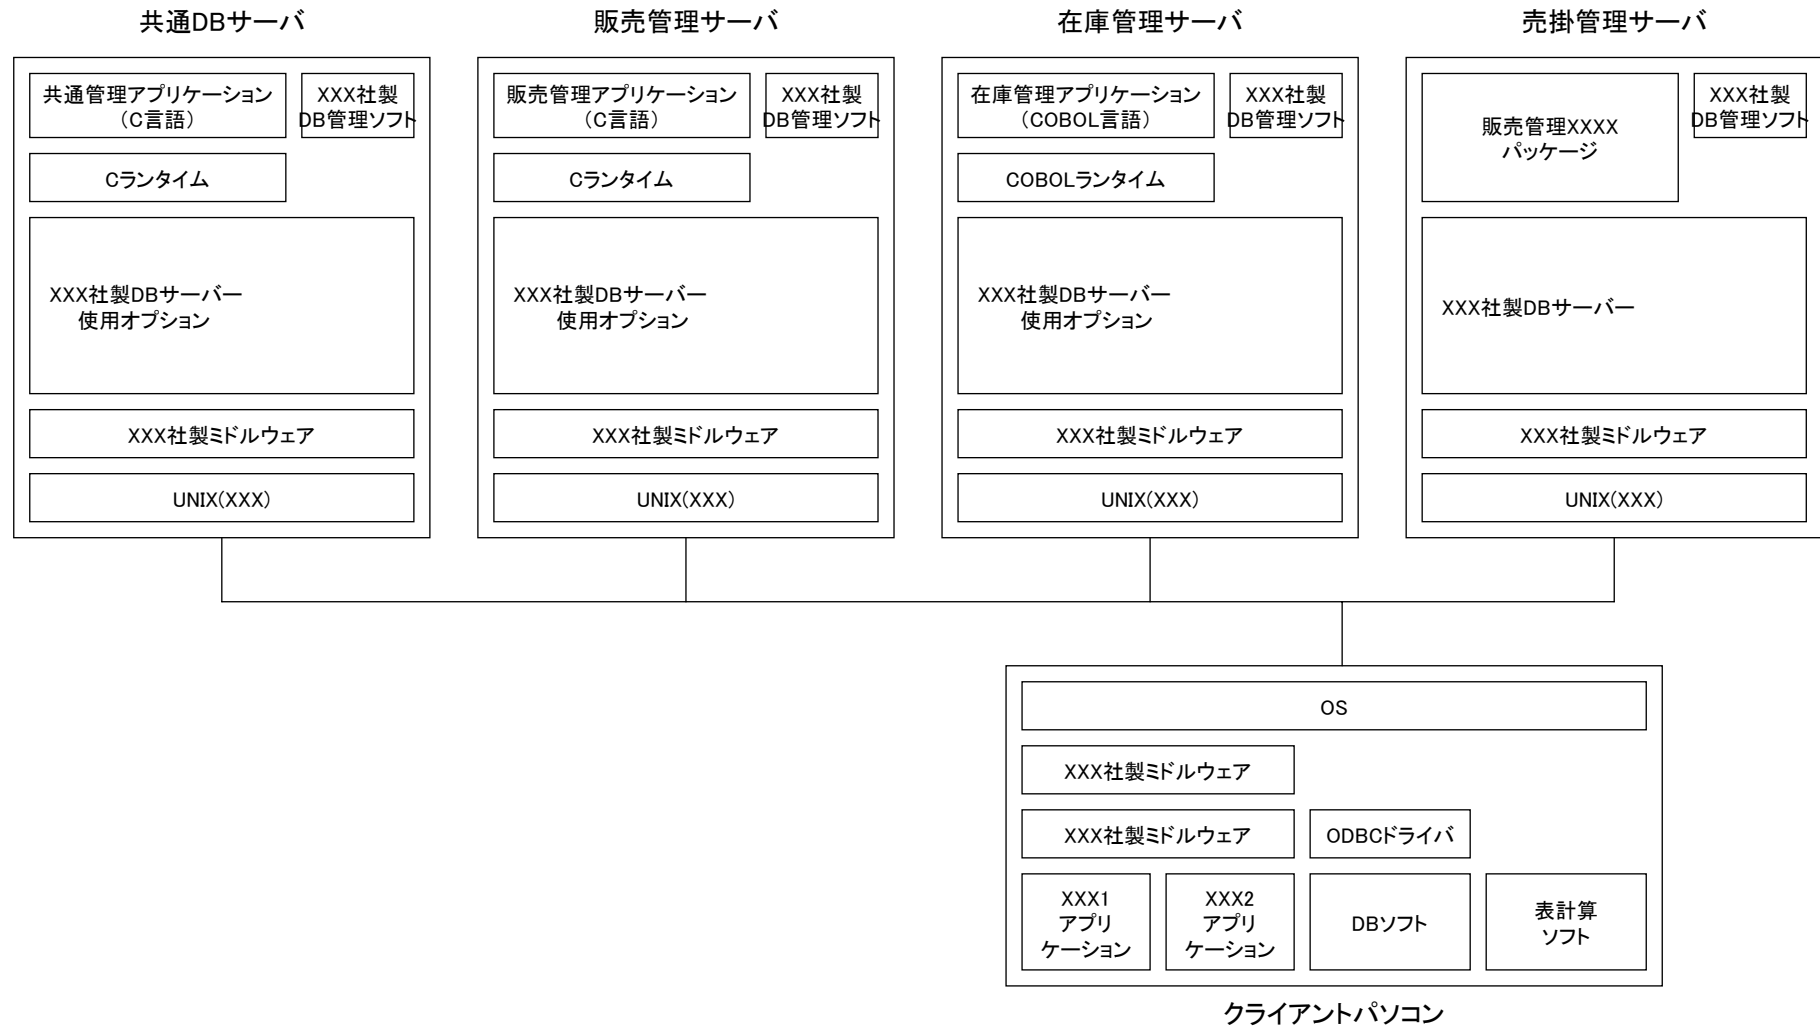 共通DBサーバ
共通管理アプリケーション
（C言語）
XXX社製
DB管理ソフト
Cランタイム
XXX社製DBサーバー
使用オプション
XXX社製ミドルウェア
UNIX(XXX)
販売管理サーバ
販売管理アプリケーション
（C言語）
XXX社製
DB管理ソフト
Cランタイム
XXX社製DBサーバー
使用オプション
XXX社製ミドルウェア
UNIX(XXX)
在庫管理サーバ
在庫管理アプリケーション
（COBOL言語）
XXX社製
DB管理ソフト
COBOLランタイム
XXX社製DBサーバー
使用オプション
XXX社製ミドルウェア
UNIX(XXX)
売掛管理サーバ
販売管理XXXX
パッケージ
XXX社製
DB管理ソフト
XXX社製DBサーバー
XXX社製ミドルウェア
UNIX(XXX)
OS
XXX社製ミドルウェア
XXX社製ミドルウェア
ODBCドライバ
XXX1
アプリ
ケーション
XXX2
アプリ
ケーション
DBソフト
表計算
ソフト
クライアントパソコン